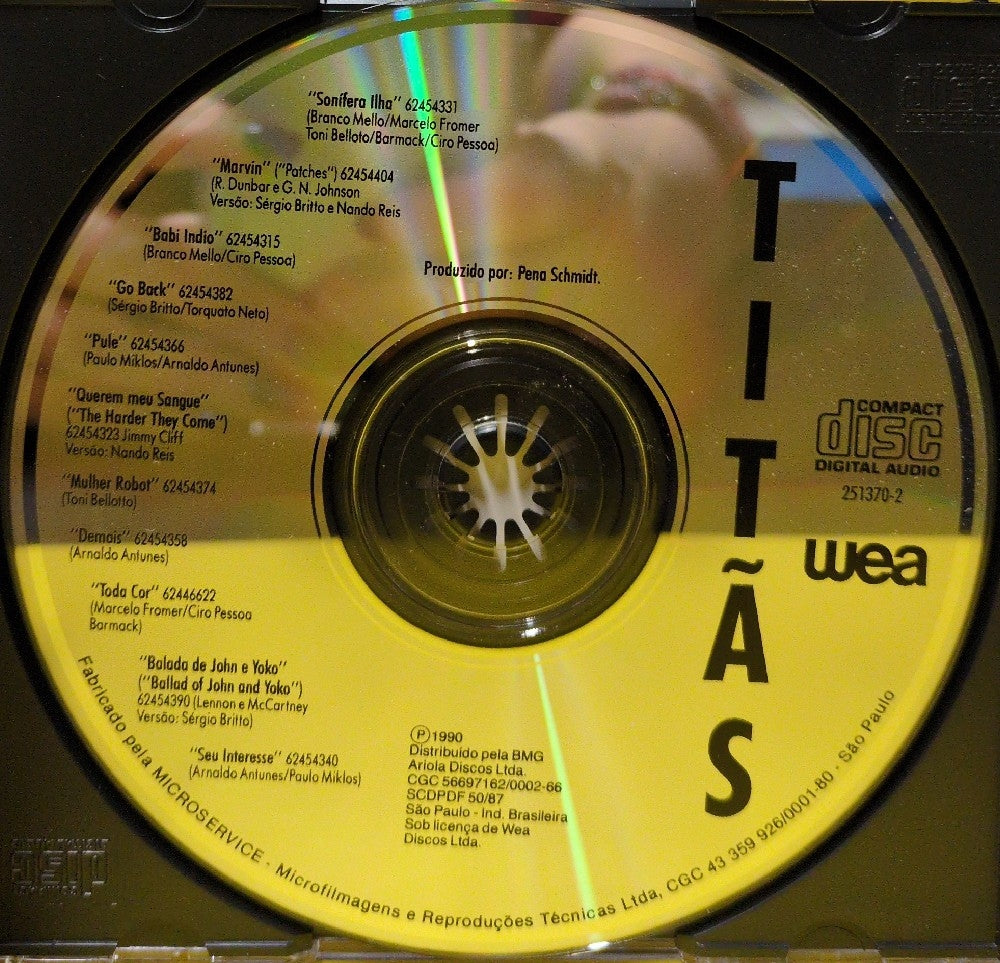 "Sonífera Ilha" 62454331
(Branco Mello/Marcelo Fromer
Toni Belloto/Barmack/Ciro Pessoa)
"Marvin" ("Patches") 62454404
(R. Dunbar e G. N. Johnson
Versão: Sérgio Britto e Nando Reis
"Babi Indio" 62454315
(Branco Mello/Ciro Pessoa)
"Go Back" 62454382
(Sérgio Britto/Torquato Neto)
"Pule" 62454366
(Paulo Miklos/Arnaldo Antunes)
"Querem meu Sangue"
("The Harder They Come")
62454323 Jimmy Cliff
Versão: Nando Reis
"Mulher Robot" 62454374
(Toni Bellotto)
"Demais" 62454358
(Arnaldo Antunes)
"Toda Cor" 62446622
(Marcelo Fromer/Ciro Pessoa
Barmack)
"Balada de John e Yoko"
("Ballad of John and Yoko")
62454390 (Lennon e McCartney
Versão: Sérgio Britto)
"Seu Interesse" 62454340
(Arnaldo Antunes/Paulo Miklos)
Produzido por: Pena Schmidt.
TITÃS
COMPACT
disc
DIGITAL AUDIO
251370-2
wea
Ⓟ 1990
Distribuído pela BMG
Ariola Discos Ltda.
CGC 56697162/0002-66
SCDPDF 50/87
São Paulo - Ind. Brasileira
Sob licença de Wea
Discos Ltda.
Fabricado pela MICROSERVICE - Microfilmagens e Reproduções Técnicas Ltda, CGC 43 359 926/0001-80 - São Paulo